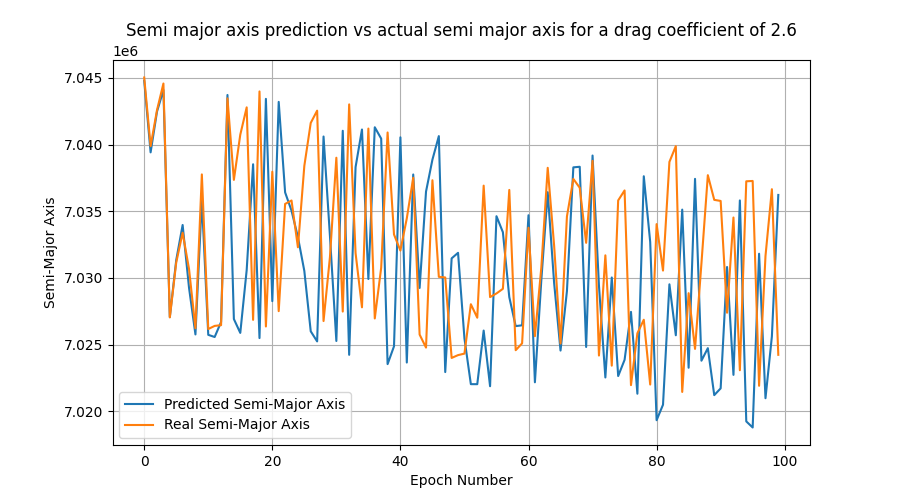 Semi major axis prediction vs actual semi major axis for a drag coefficient of 2.6
1e6
7.045
7.040
7.035
7.030
7.025
7.020
Semi-Major Axis
Predicted Semi-Major Axis
Real Semi-Major Axis
0 20 40 60 80 100
Epoch Number